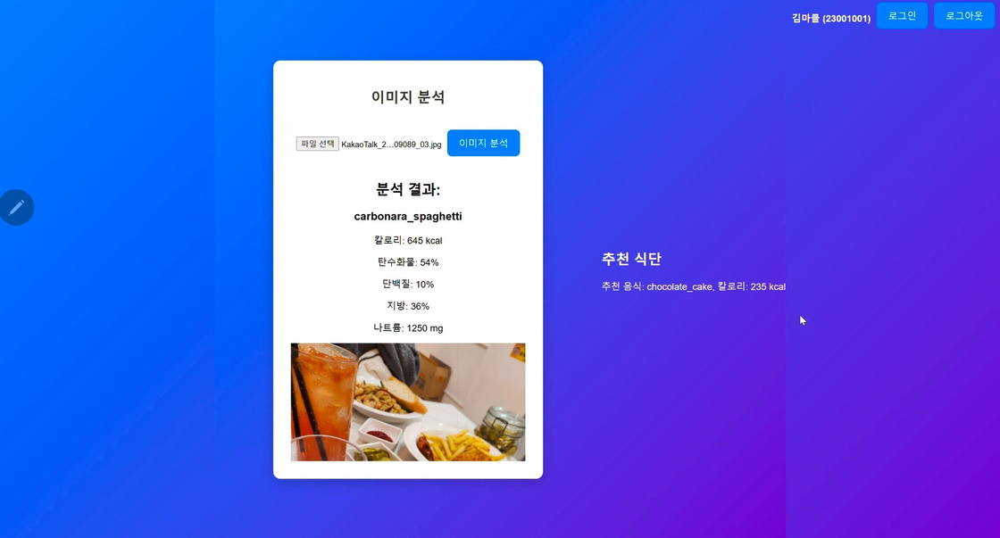 김마클 (23001001) 로그인 로그아웃
이미지 분석
파일 선택 KakaoTalk_2...09089_03.jpg 이미지 분석
분석 결과:
carbonara_spaghetti
칼로리: 645 kcal
탄수화물: 54%
단백질: 10%
지방: 36%
나트륨: 1250 mg
추천 식단
추천 음식: chocolate_cake, 칼로리: 235 kcal